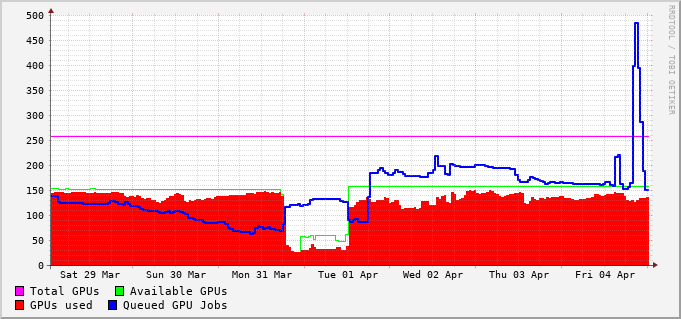 500
450
400
350
300
250
200
150
100
50
0
Sat 29 Mar Sun 30 Mar Mon 31 Mar Tue 01 Apr Wed 02 Apr Thu 03 Apr Fri 04 Apr
Total GPUs Available GPUs
GPUs used Queued GPU Jobs
RRDTOOL / TOBI OETIKER